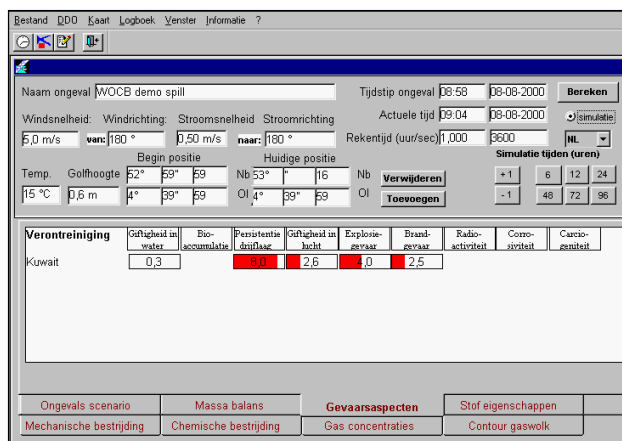 Bestand DDO Kaart Logboek Venster Informatie ?
Naam ongeval WOCB demo spill Tijdstip ongeval 08:58 08-08-2000 Bereken
Windsnelheid: Windrichting: Stroomsnelheid Stroomrichting Actuele tijd 09:04 08-08-2000 simulatie
5,0 m/s van: 180 ° 0,50 m/s naar: 180 ° Rekentijd (uur/sec) 1,000 3600 NL
Begin positie Huidige positie Simulatie tijden (uren)
Temp. Golfhoogte 52° 59" 59 Nb 53° " 16 Nb Verwijderen +1 6 12 24
15 °C 0,6 m 4° 39" 59 Ol 4° 39" 59 Ol Toevoegen -1 48 72 96
Verontreiniging Giftigheid in Bio- Persistentie Giftigheid in Explosie- Brand- Radio- Corro- Carcio-
water accumulatie drijflaag lucht gevaar gevaar activiteit siviteit geniteit
Kuwait 0,3 8,0 2,6 4,0 2,5
Ongevals scenario Massa balans Gevaarsaspecten Stof eigenschappen
Mechanische bestrijding Chemische bestrijding Gas concentraties Contour gaswolk